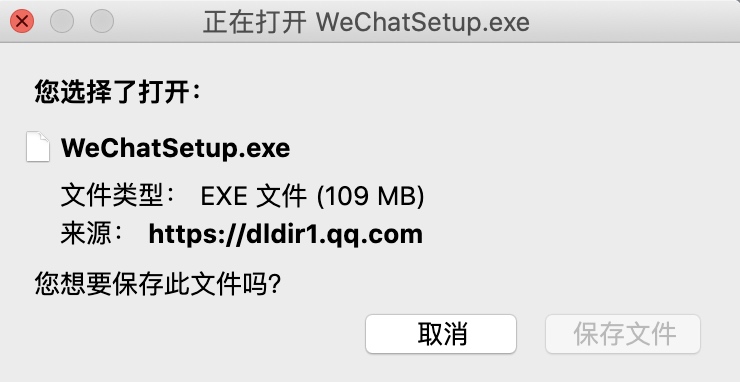 正在打开 WeChatSetup.exe
您选择了打开：
WeChatSetup.exe
文件类型： EXE 文件 (109 MB)
来源： https://dldir1.qq.com
您想要保存此文件吗？
取消 保存文件